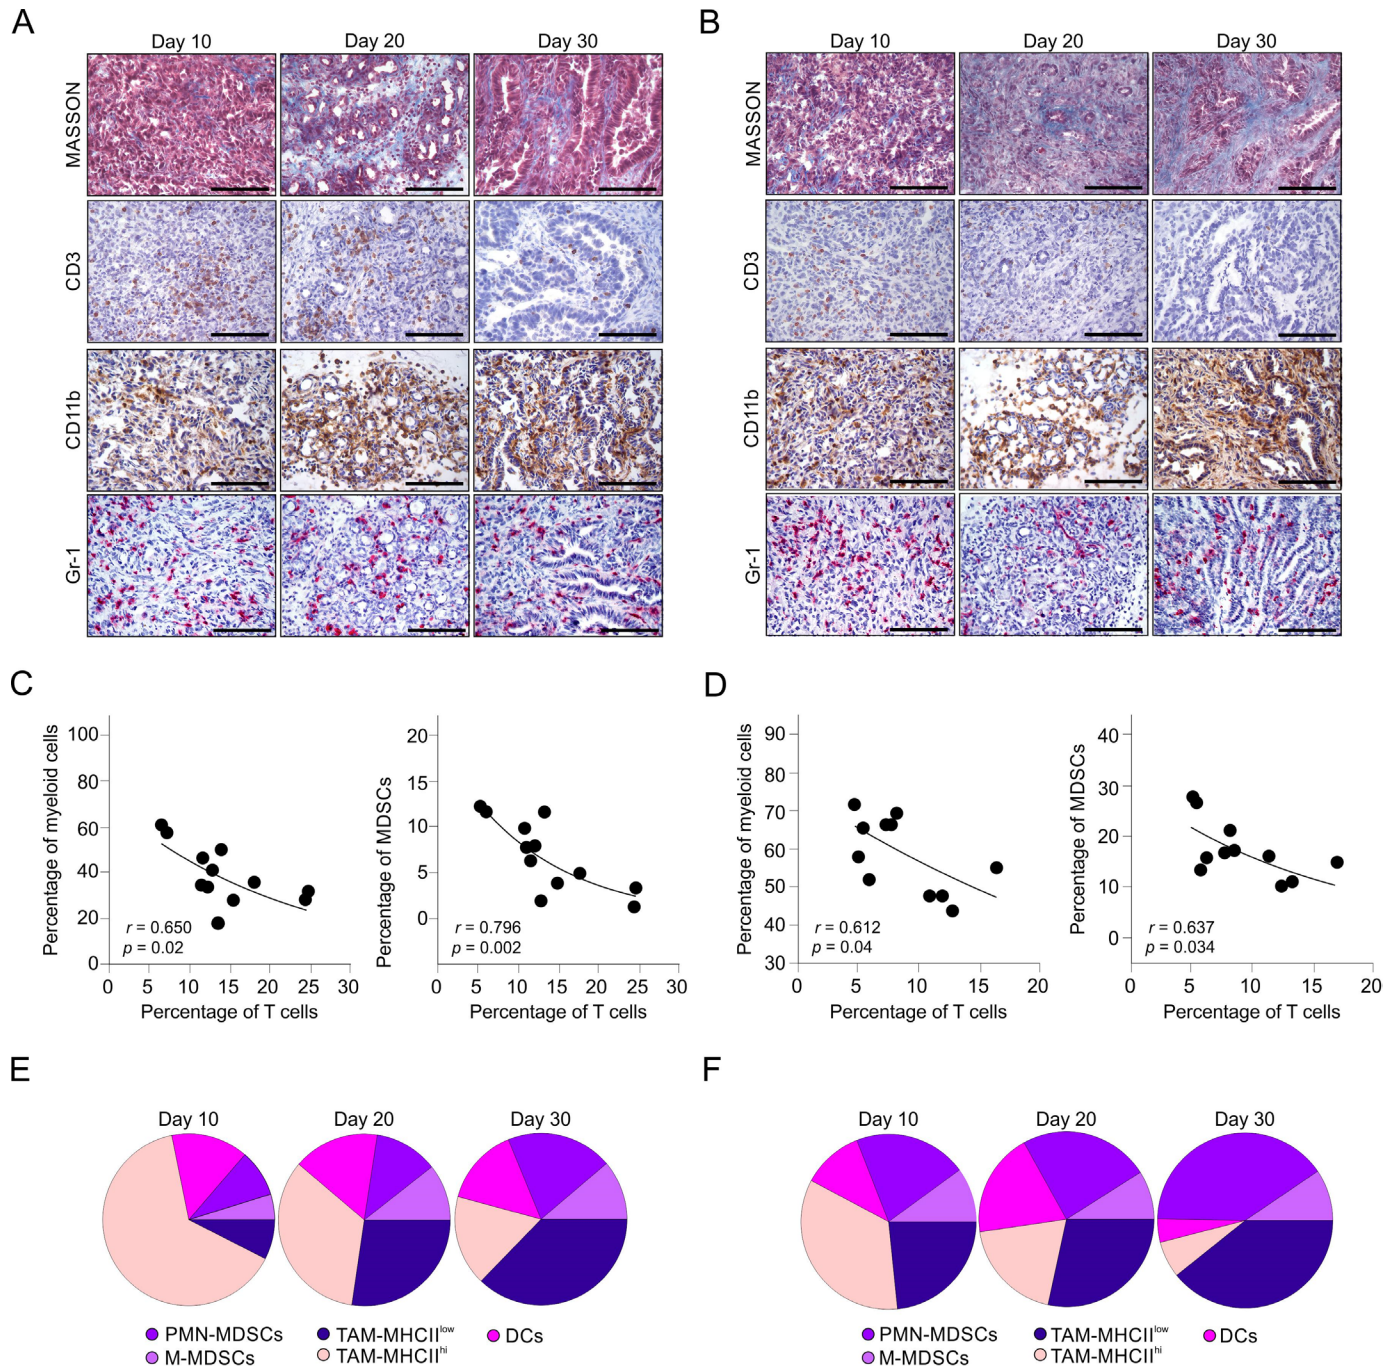 A
Day 10 Day 20 Day 30
MASSON
CD3
CD11b
Gr-1
B
Day 10 Day 20 Day 30
MASSON
CD3
CD11b
Gr-1
C
Percentage of myeloid cells
100
80
60
40
20
0
r = 0.650
p = 0.02
0 5 10 15 20 25 30
Percentage of T cells
Percentage of MDSCs
20
15
10
5
0
r = 0.796
p = 0.002
0 5 10 15 20 25 30
Percentage of T cells
D
Percentage of myeloid cells
90
80
70
60
50
40
30
r = 0.612
p = 0.04
0 5 10 15 20
Percentage of T cells
Percentage of MDSCs
40
30
20
10
0
r = 0.637
p = 0.034
0 5 10 15 20
Percentage of T cells
E
Day 10 Day 20 Day 30
PMN-MDSCs TAM-MHCII^low DCs
M-MDSCs TAM-MHCII^hi
F
Day 10 Day 20 Day 30
PMN-MDSCs TAM-MHCII^low DCs
M-MDSCs TAM-MHCII^hi